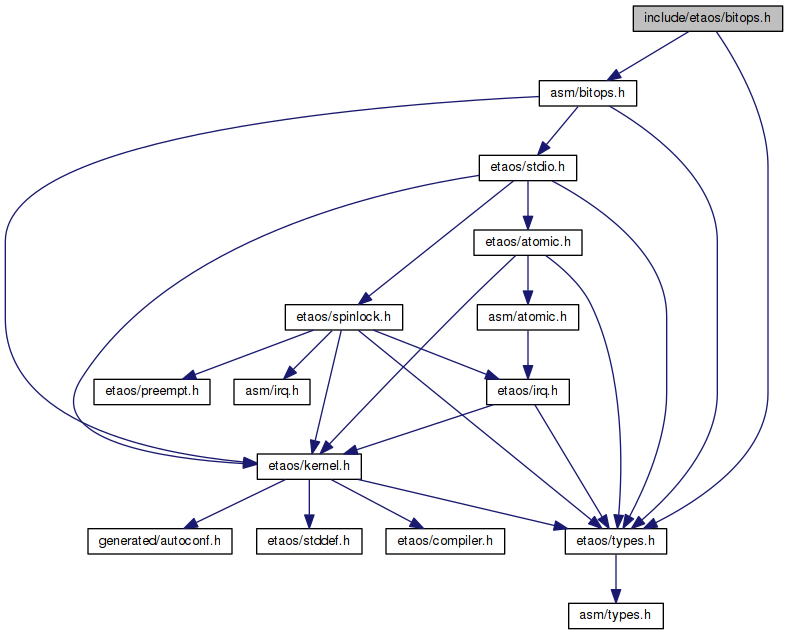 include/etaos/bitops.h
asm/bitops.h
etaos/stdio.h
etaos/atomic.h
etaos/spinlock.h
asm/atomic.h
etaos/preempt.h
asm/irq.h
etaos/irq.h
etaos/kernel.h
generated/autoconf.h
etaos/stddef.h
etaos/compiler.h
etaos/types.h
asm/types.h